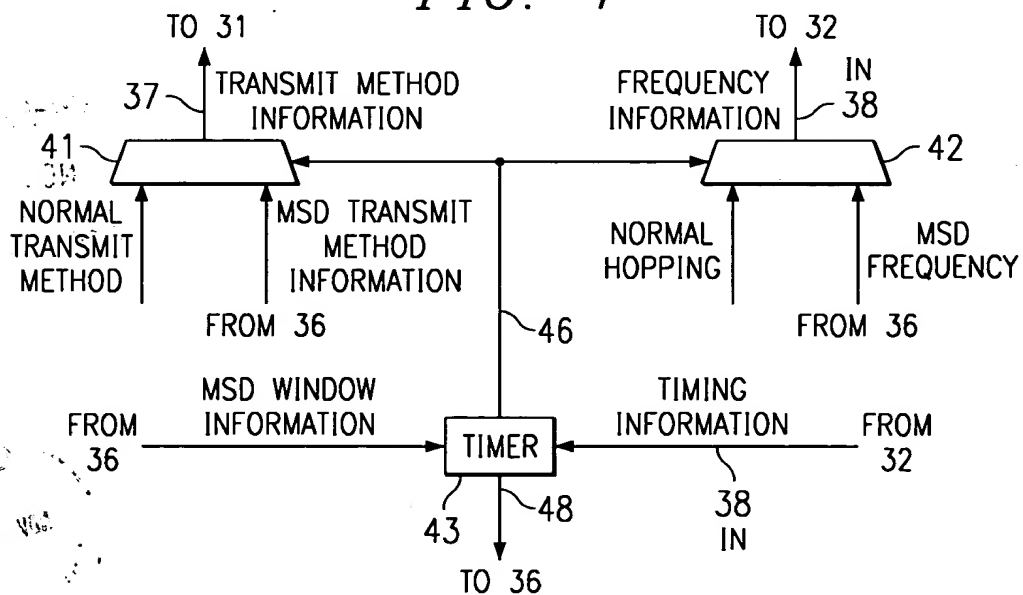 FIG. 4
TO 31
TO 32
37
TRANSMIT METHOD
INFORMATION
FREQUENCY
INFORMATION
IN
38
41
42
NORMAL
TRANSMIT
METHOD
MSD TRANSMIT
METHOD
INFORMATION
FROM 36
NORMAL
HOPPING
MSD
FREQUENCY
FROM 36
46
FROM
36
MSD WINDOW
INFORMATION
TIMER
TIMING
INFORMATION
FROM
32
43
48
38
IN
TO 36